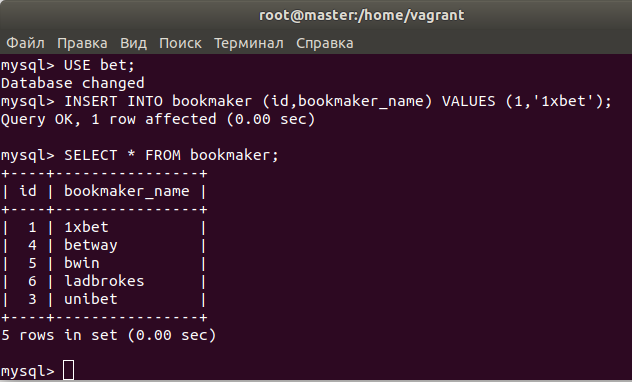 root@master:/home/vagrant
Файл Правка Вид Поиск Терминал Справка
mysql> USE bet;
Database changed
mysql> INSERT INTO bookmaker (id,bookmaker_name) VALUES (1,'1xbet');
Query OK, 1 row affected (0.00 sec)
mysql> SELECT * FROM bookmaker;
+----+----------------+
| id | bookmaker_name |
+----+----------------+
|  1 | 1xbet          |
|  4 | betway         |
|  5 | bwin           |
|  6 | ladbrokes      |
|  3 | unibet         |
+----+----------------+
5 rows in set (0.00 sec)
mysql>